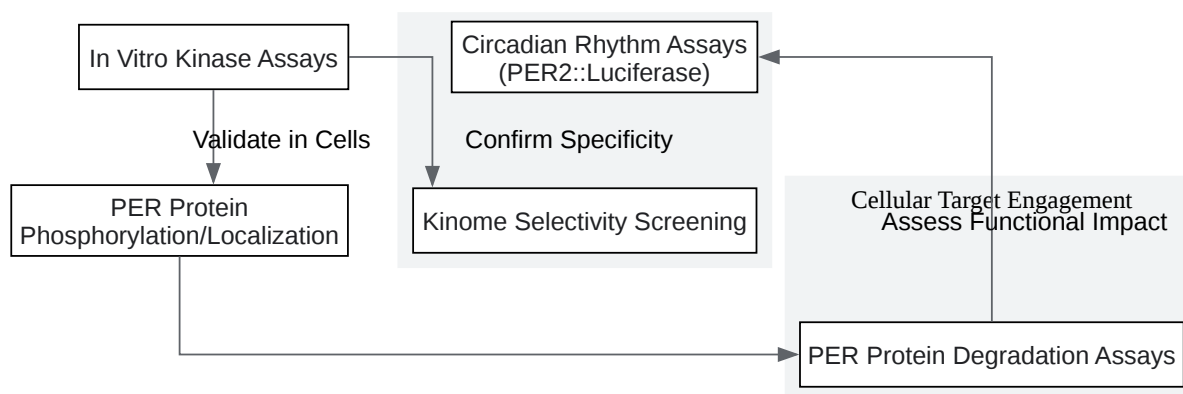 In Vitro Kinase Assays
Circadian Rhythm Assays
(PER2::Luciferase)
Validate in Cells
Confirm Specificity
PER Protein
Phosphorylation/Localization
Kinome Selectivity Screening
Cellular Target Engagement
Assess Functional Impact
PER Protein Degradation Assays